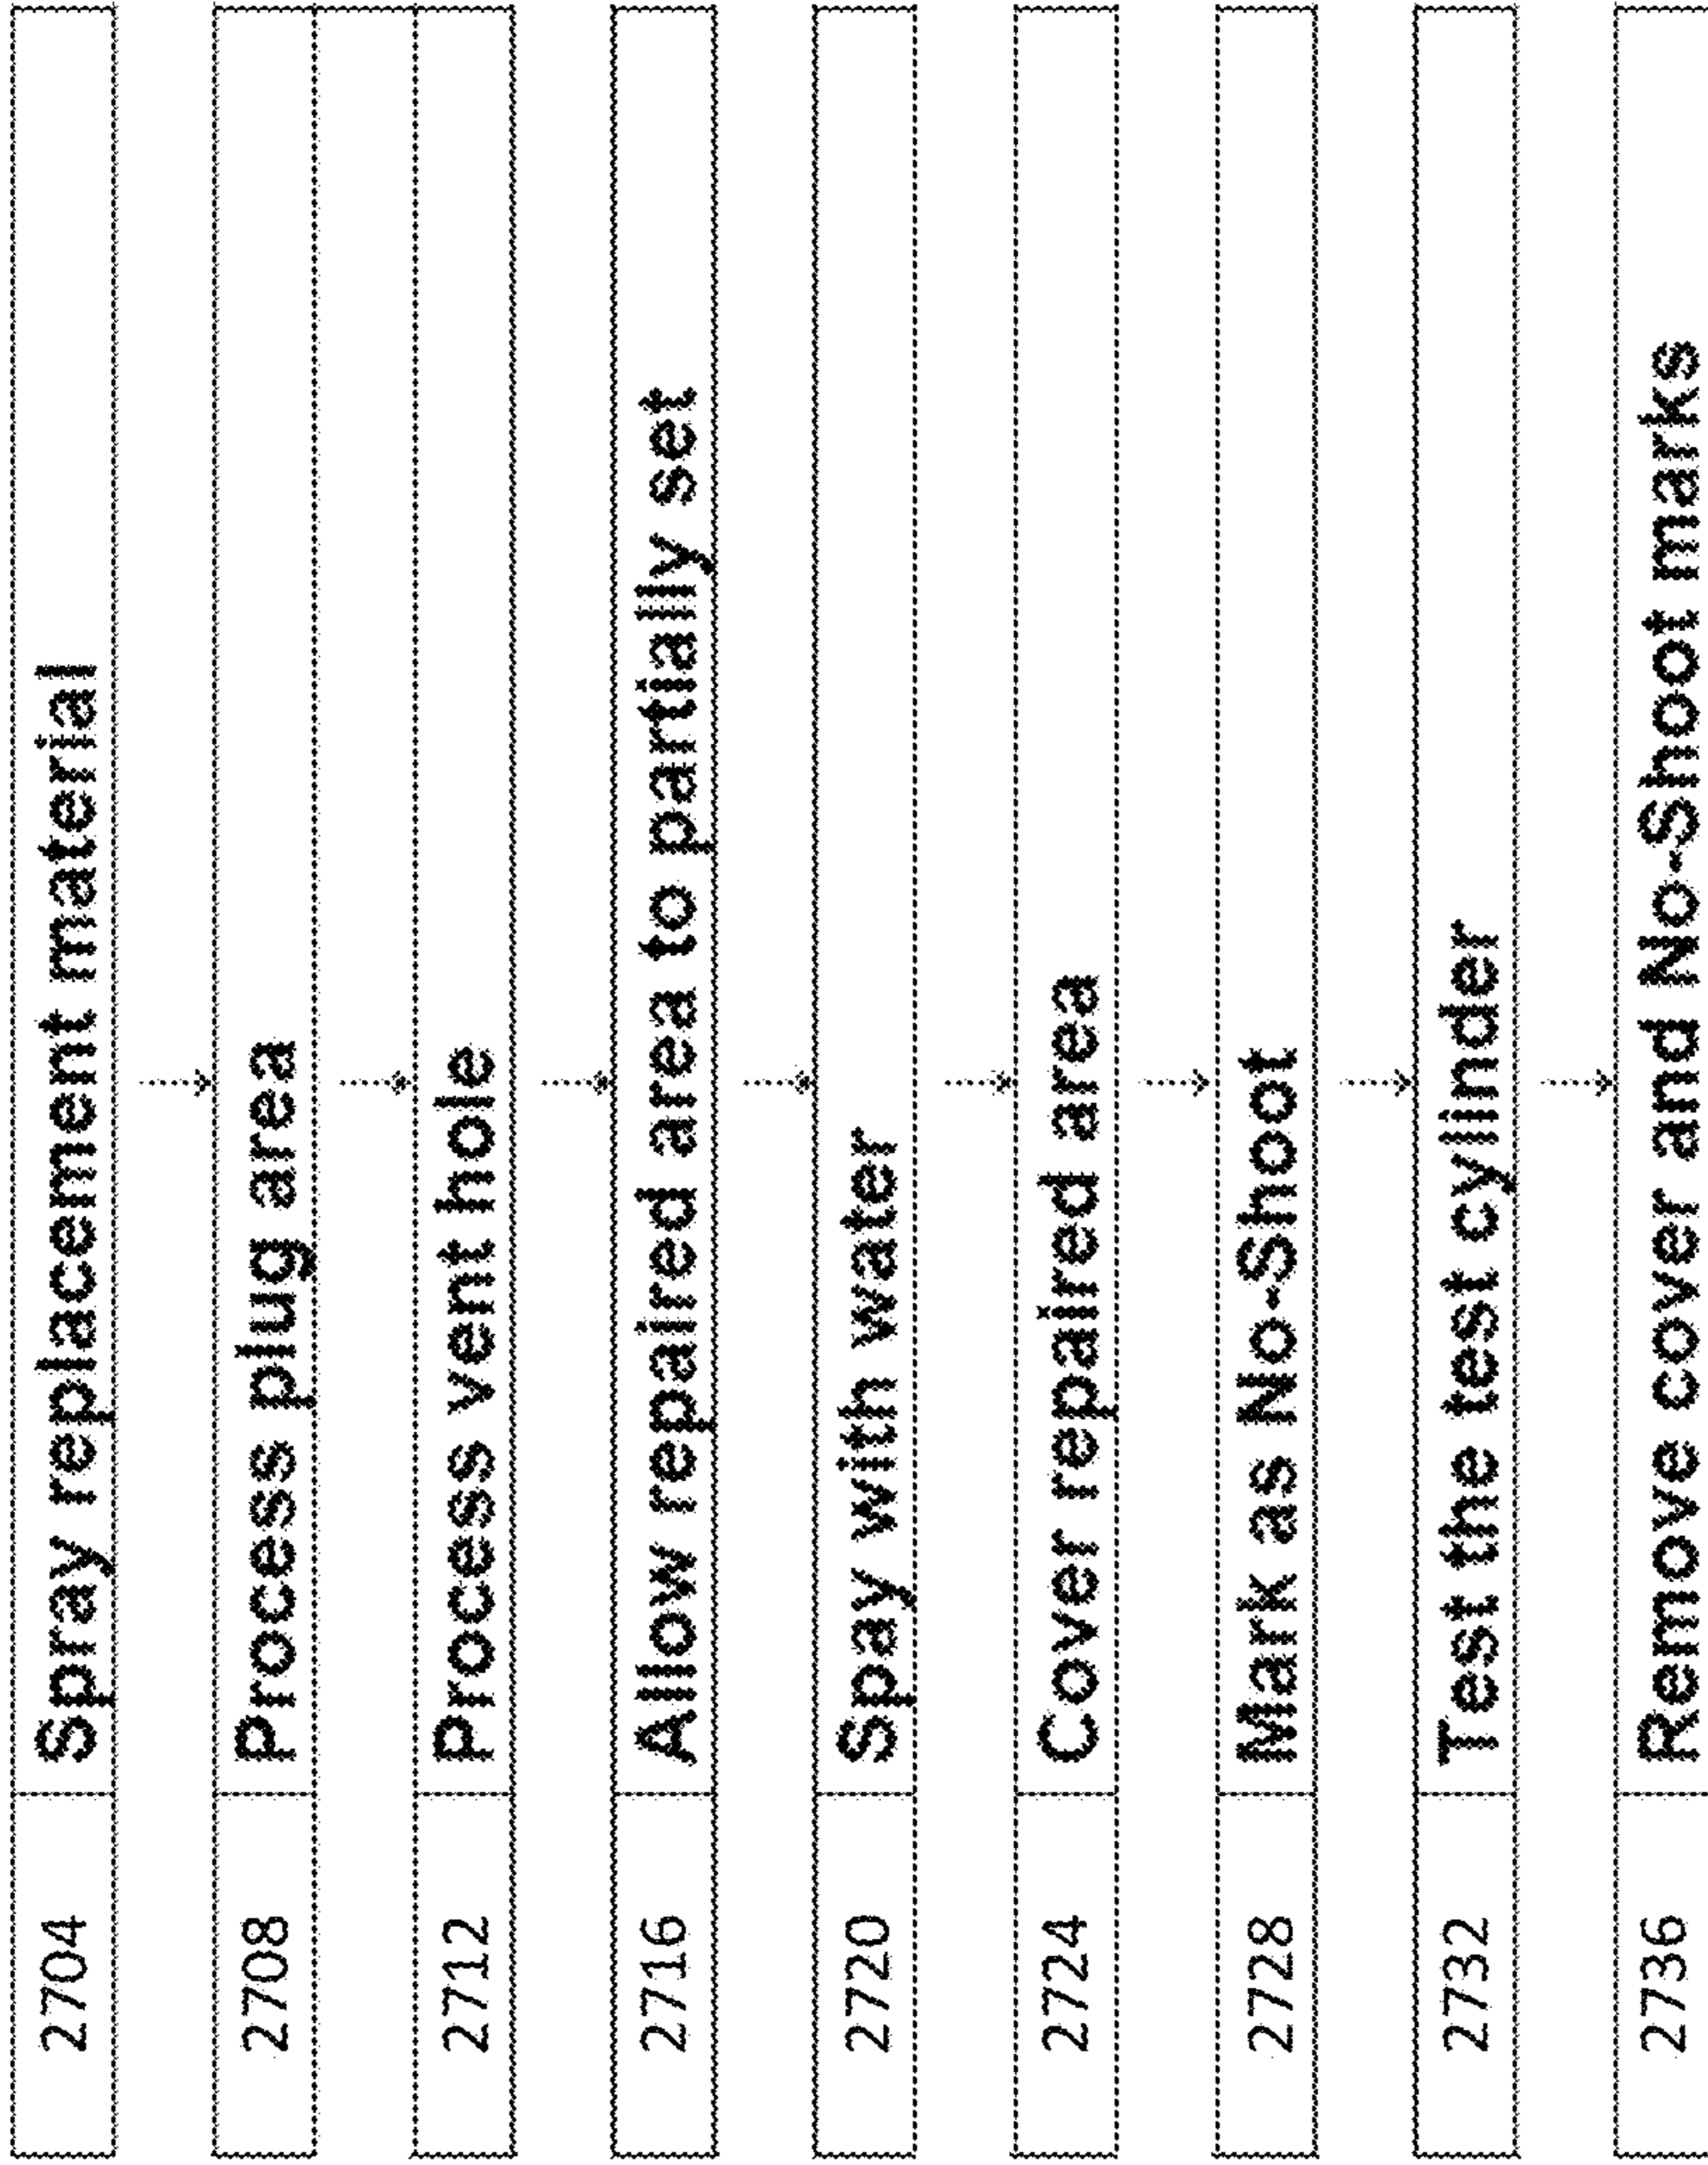 2704 Spray replacement material
2708 Process plug area
2712 Process vent hole
2716 Allow repaired area to partially set
2720 Spay with water
2724 Cover repaired area
2728 Mark as No-Shoot
2732 Test the test cylinder
2736 Remove cover and No-Shoot marks